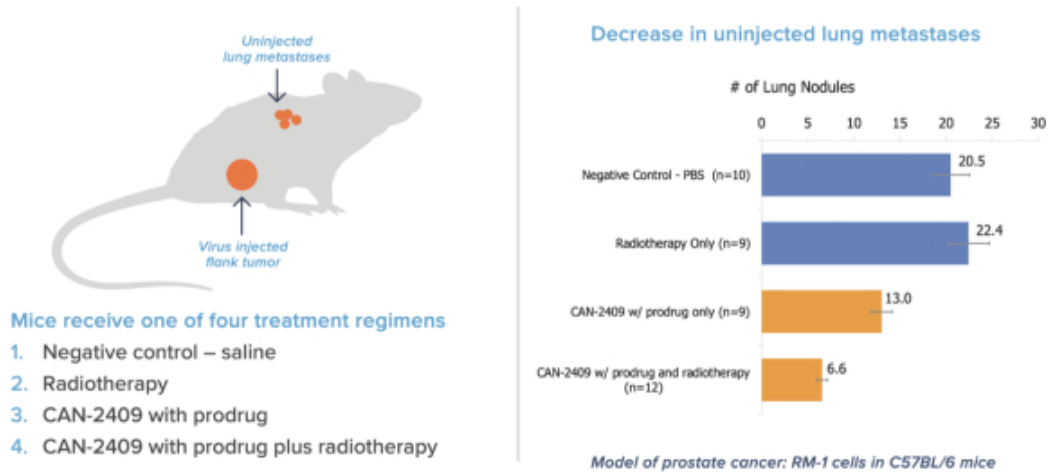 Uninjected
lung metastases
Virus injected
flank tumor
Mice receive one of four treatment regimens
1. Negative control – saline
2. Radiotherapy
3. CAN-2409 with prodrug
4. CAN-2409 with prodrug plus radiotherapy
Decrease in uninjected lung metastases
# of Lung Nodules
0 5 10 15 20 25 30
Negative Control - PBS (n=10) 20.5
Radiotherapy Only (n=9) 22.4
CAN-2409 w/ prodrug only (n=9) 13.0
CAN-2409 w/ prodrug and radiotherapy 6.6
(n=12)
Model of prostate cancer: RM-1 cells in C57BL/6 mice